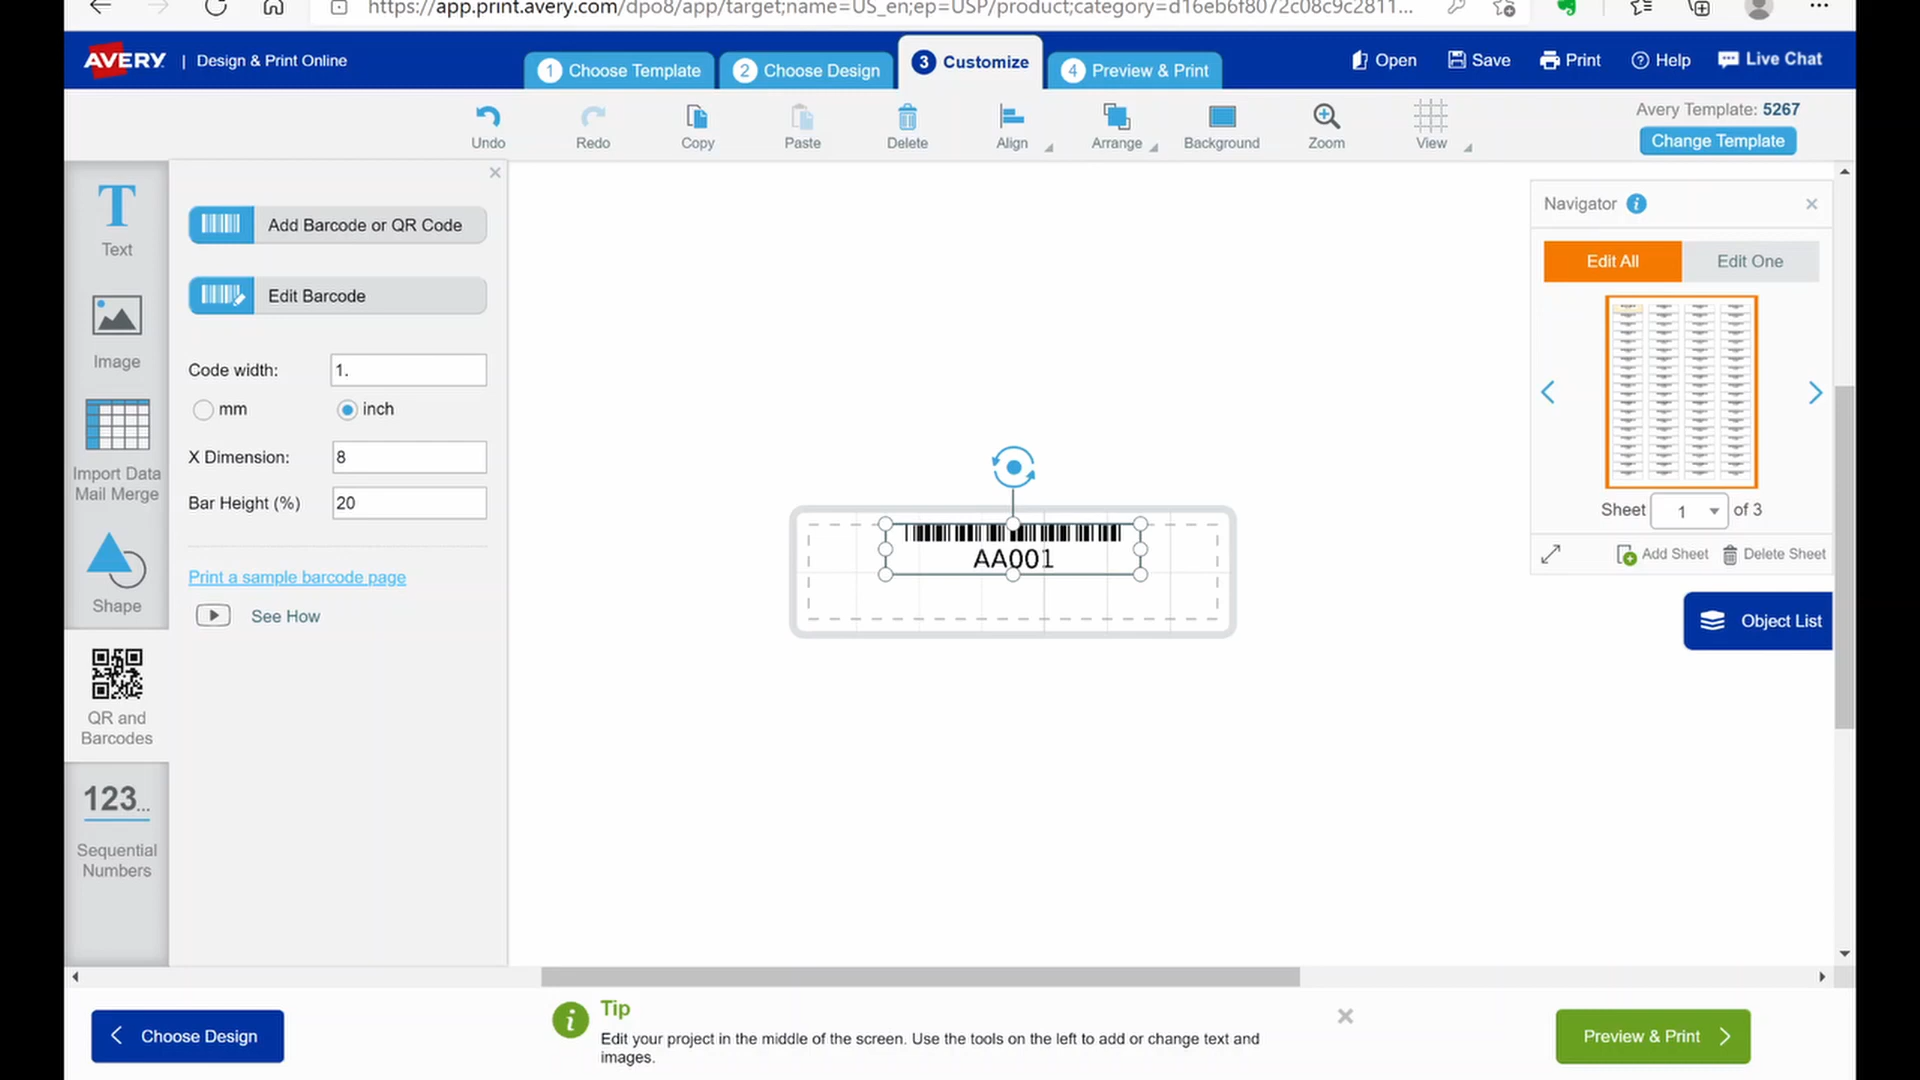 https://app.print.avery.com/dpo8/app/target;name=US_en;ep=USP/product;category=d16eb6f8072c08c9c2811...
AVERY | Design & Print Online
1 Choose Template
2 Choose Design
3 Customize
4 Preview & Print
Open
Save
Print
Help
Live Chat
Undo
Redo
Copy
Paste
Delete
Align
Arrange
Background
Zoom
View
Avery Template: 5267
Change Template
Text
Image
Import Data
Mail Merge
Shape
QR and
Barcodes
123...
Sequential
Numbers
Add Barcode or QR Code
Edit Barcode
Code width: 1.
mm inch
X Dimension: 8
Bar Height (%) 20
Print a sample barcode page
See How
AA001
Navigator
Edit All Edit One
Sheet 1 of 3
Add Sheet Delete Sheet
Object List
Choose Design
Tip
Edit your project in the middle of the screen. Use the tools on the left to add or change text and
images.
Preview & Print